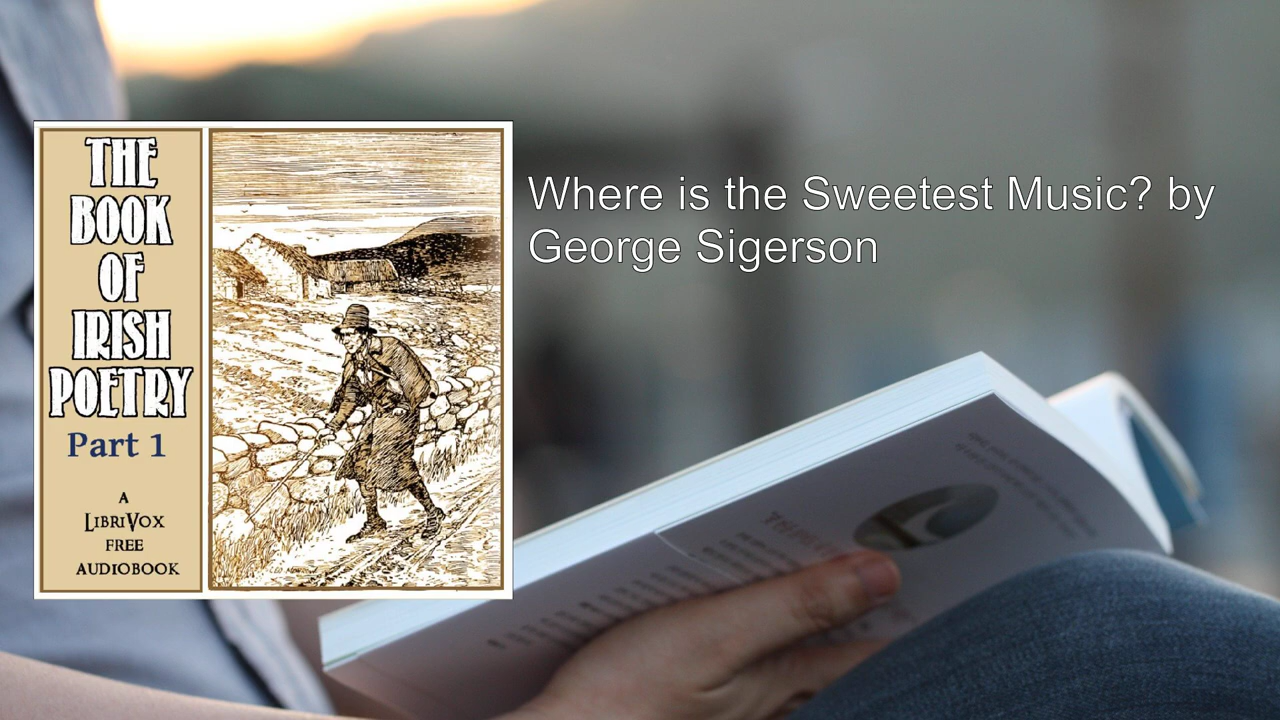 THE
BOOK
OF
IRISH
POETRY
Part 1
A
LIBRIVOX
FREE
AUDIOBOOK
Where is the Sweetest Music? by
George Sigerson